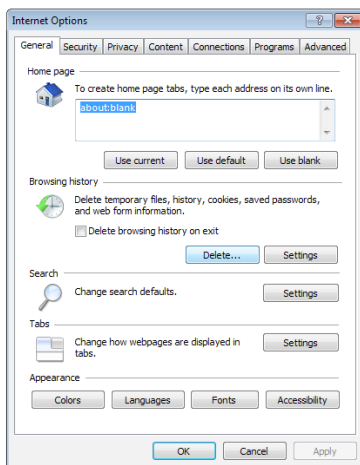 Internet Options
General Security Privacy Content Connections Programs Advanced
Home page
To create home page tabs, type each address on its own line.
about:blank
Use current Use default Use blank
Browsing history
Delete temporary files, history, cookies, saved passwords,
and web form information.
Delete browsing history on exit
Delete... Settings
Search
Change search defaults. Settings
Tabs
Change how webpages are displayed in
tabs.
Settings
Appearance
Colors Languages Fonts Accessibility
OK Cancel Apply